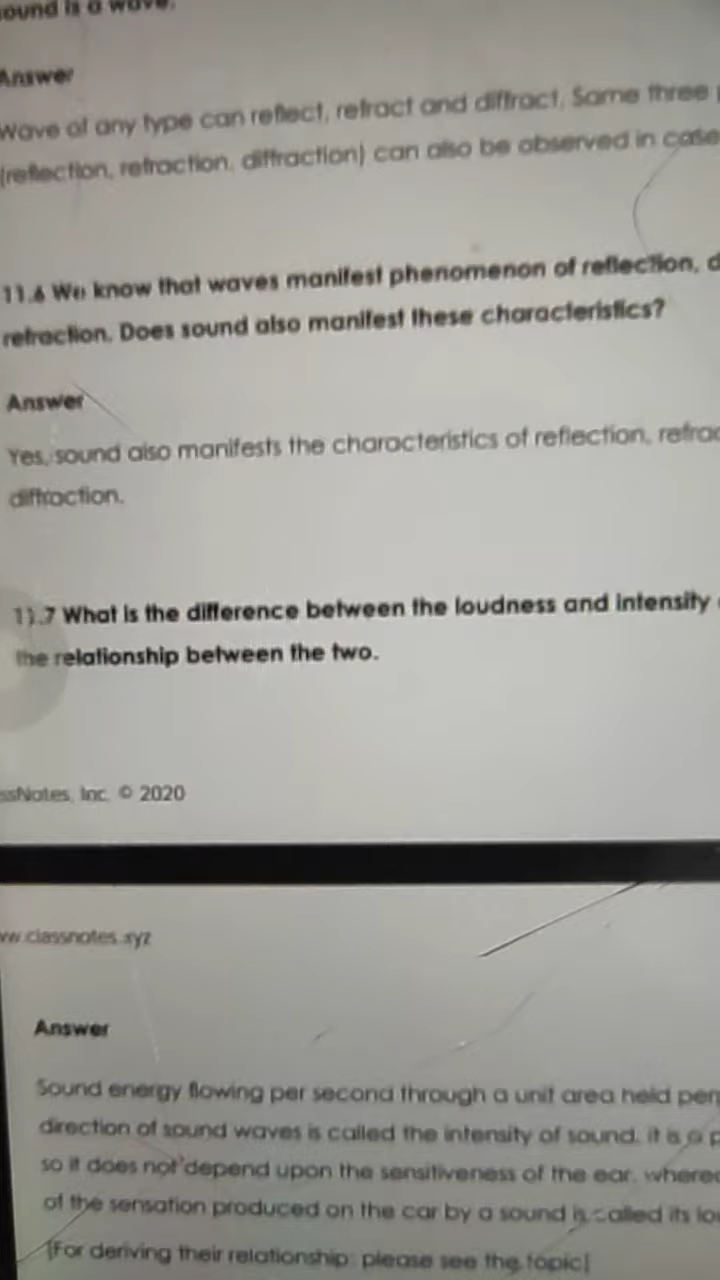 ound is a wave.
Answer
Wave of any type can reflect, refract and diffract. Same three
(reflection, refraction, diffraction) can also be observed in case
11.6 We know that waves manifest phenomenon of reflection, d
refraction. Does sound also manifest these characteristics?
Answer
Yes, sound also manifests the characteristics of reflection, refrac
diffraction.
11.7 What is the difference between the loudness and intensity
the relationship between the two.
ssNotes, Inc. © 2020
w.classnotes.xyz
Answer
Sound energy flowing per second through a unit area held per
direction of sound waves is called the intensity of sound. it is a p
so it does not depend upon the sensitiveness of the ear. wherea
of the sensation produced on the car by a sound is called its lo
[For deriving their relationship: please see the topic]